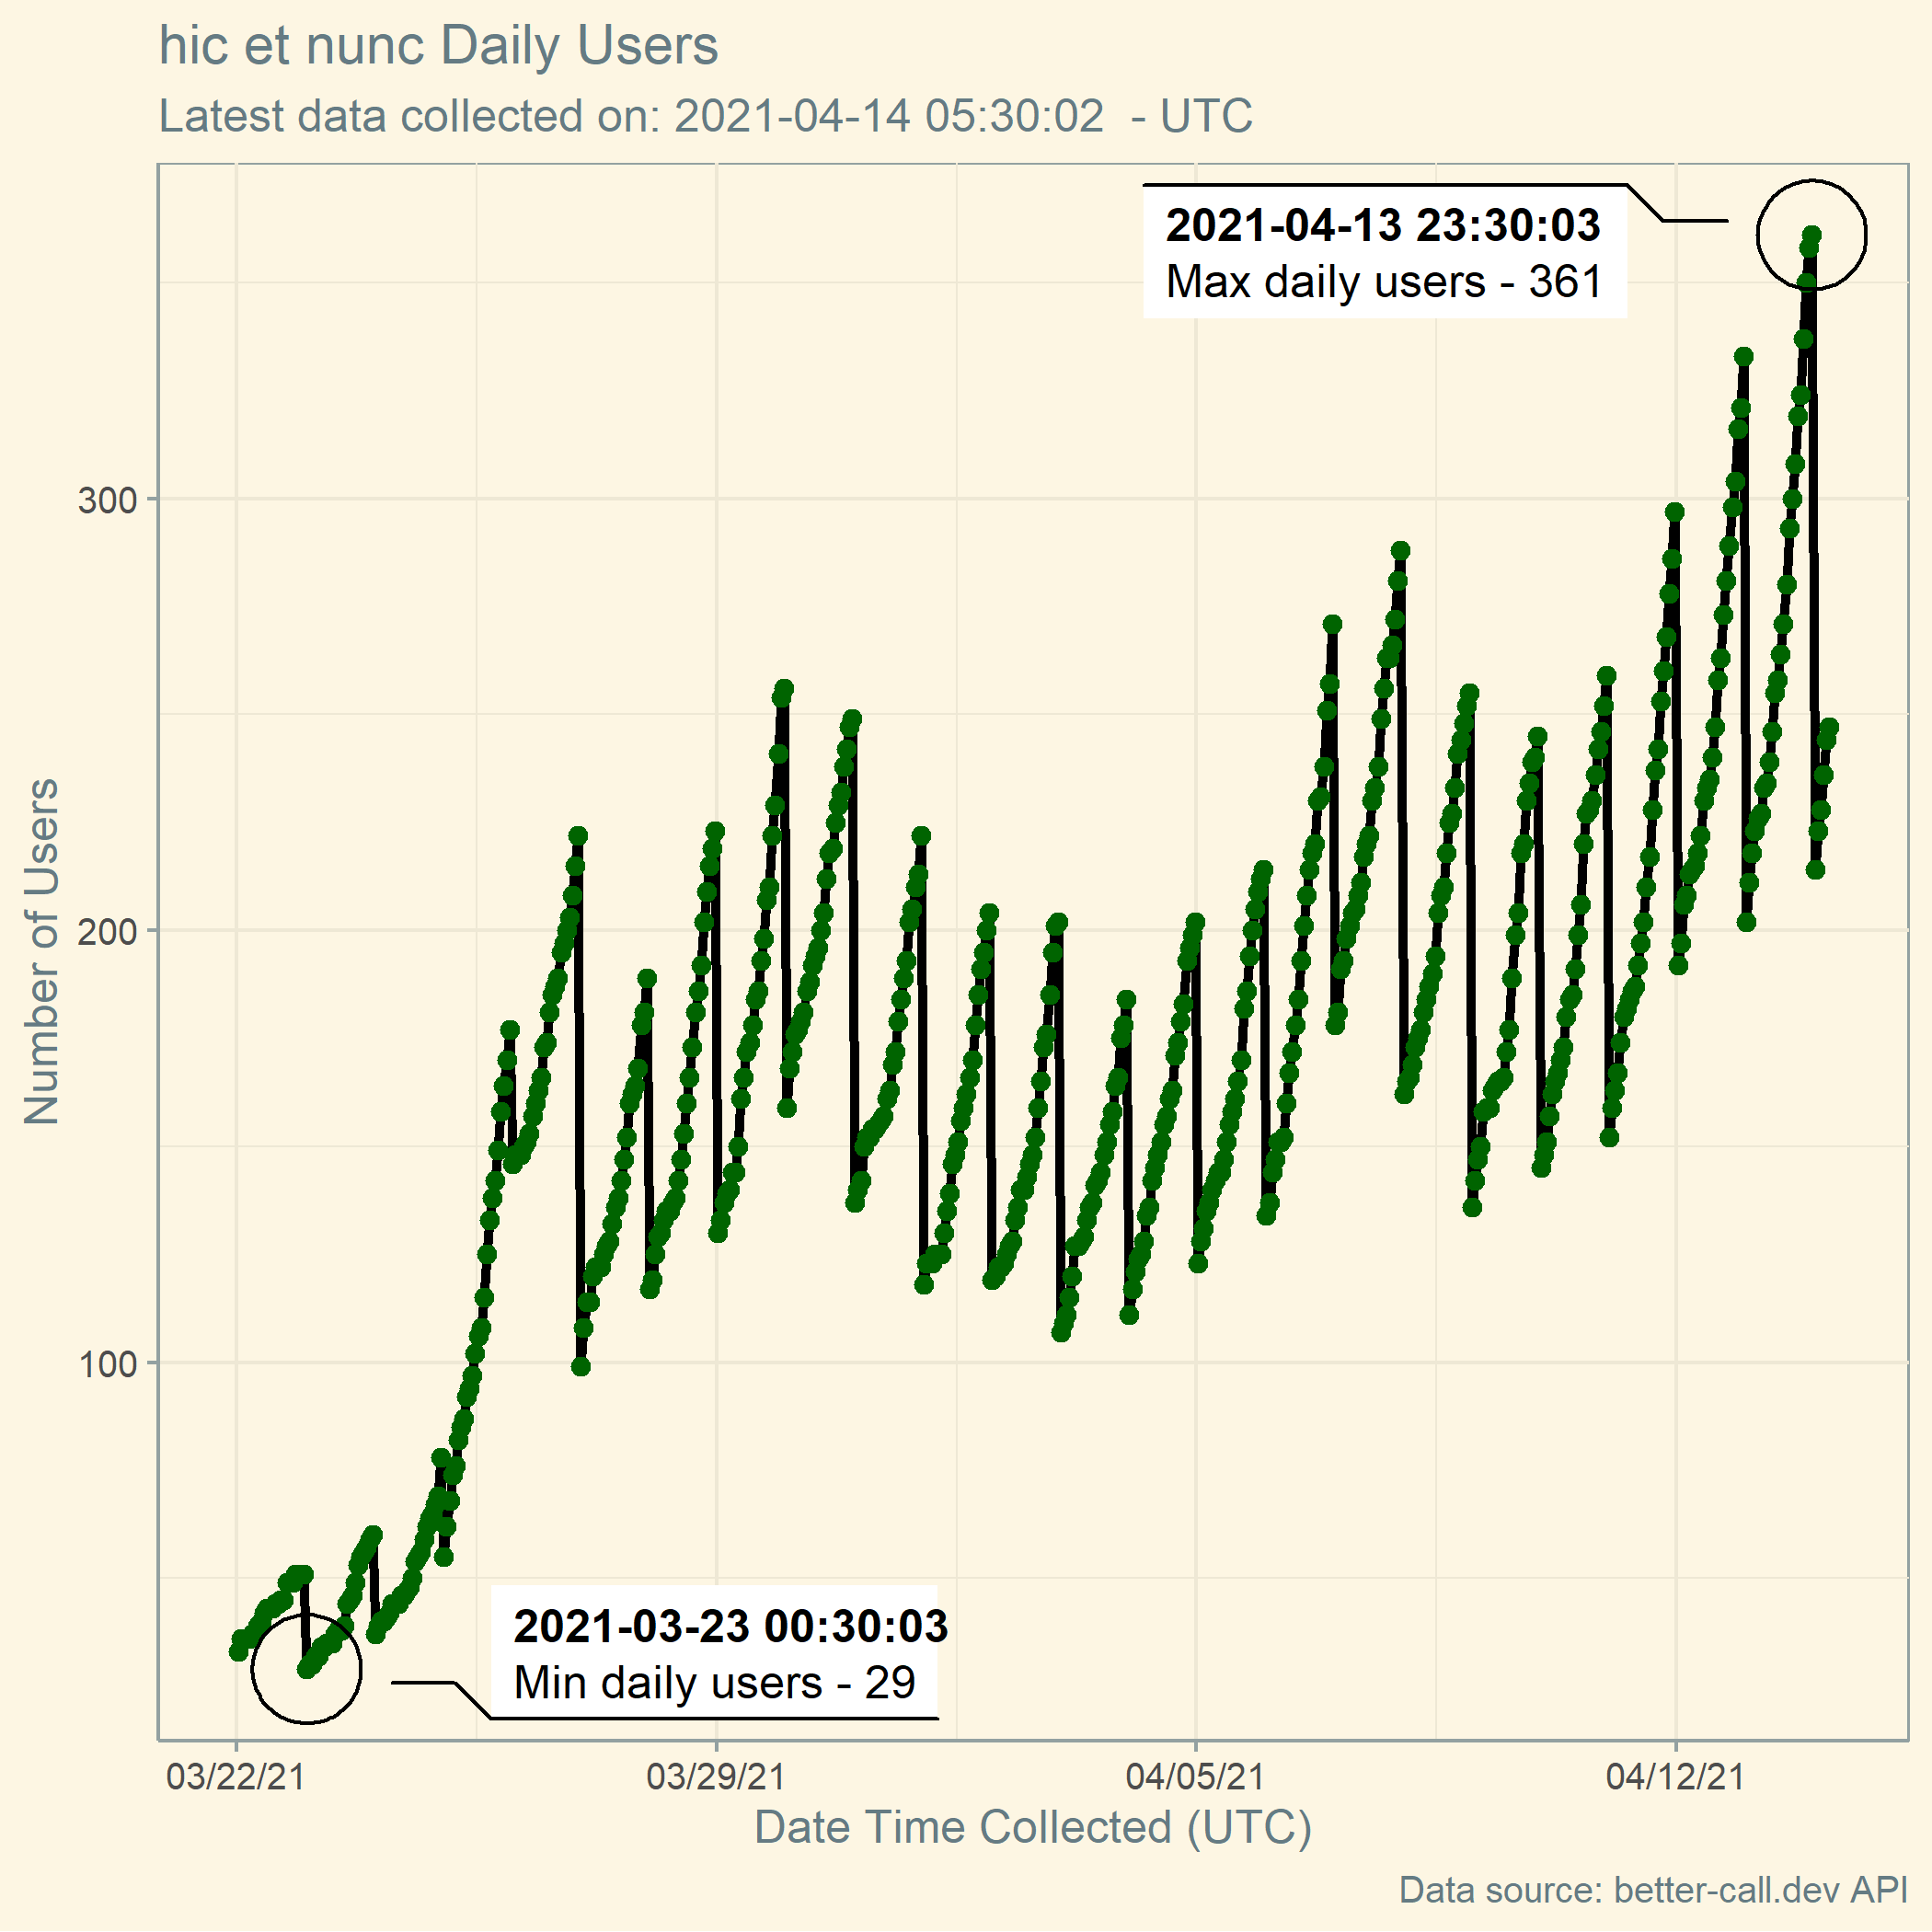 hic et nunc Daily Users
Latest data collected on: 2021-04-14 05:30:02  - UTC
2021-04-13 23:30:03
Max daily users - 361
300
200
100
Number of Users
2021-03-23 00:30:03
Min daily users - 29
03/22/21 03/29/21 04/05/21 04/12/21
Date Time Collected (UTC)
Data source: better-call.dev API